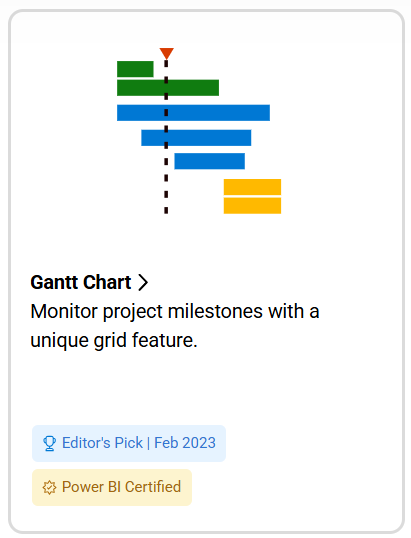 Gantt Chart
Monitor project milestones with a
unique grid feature.
Editor's Pick | Feb 2023
Power BI Certified